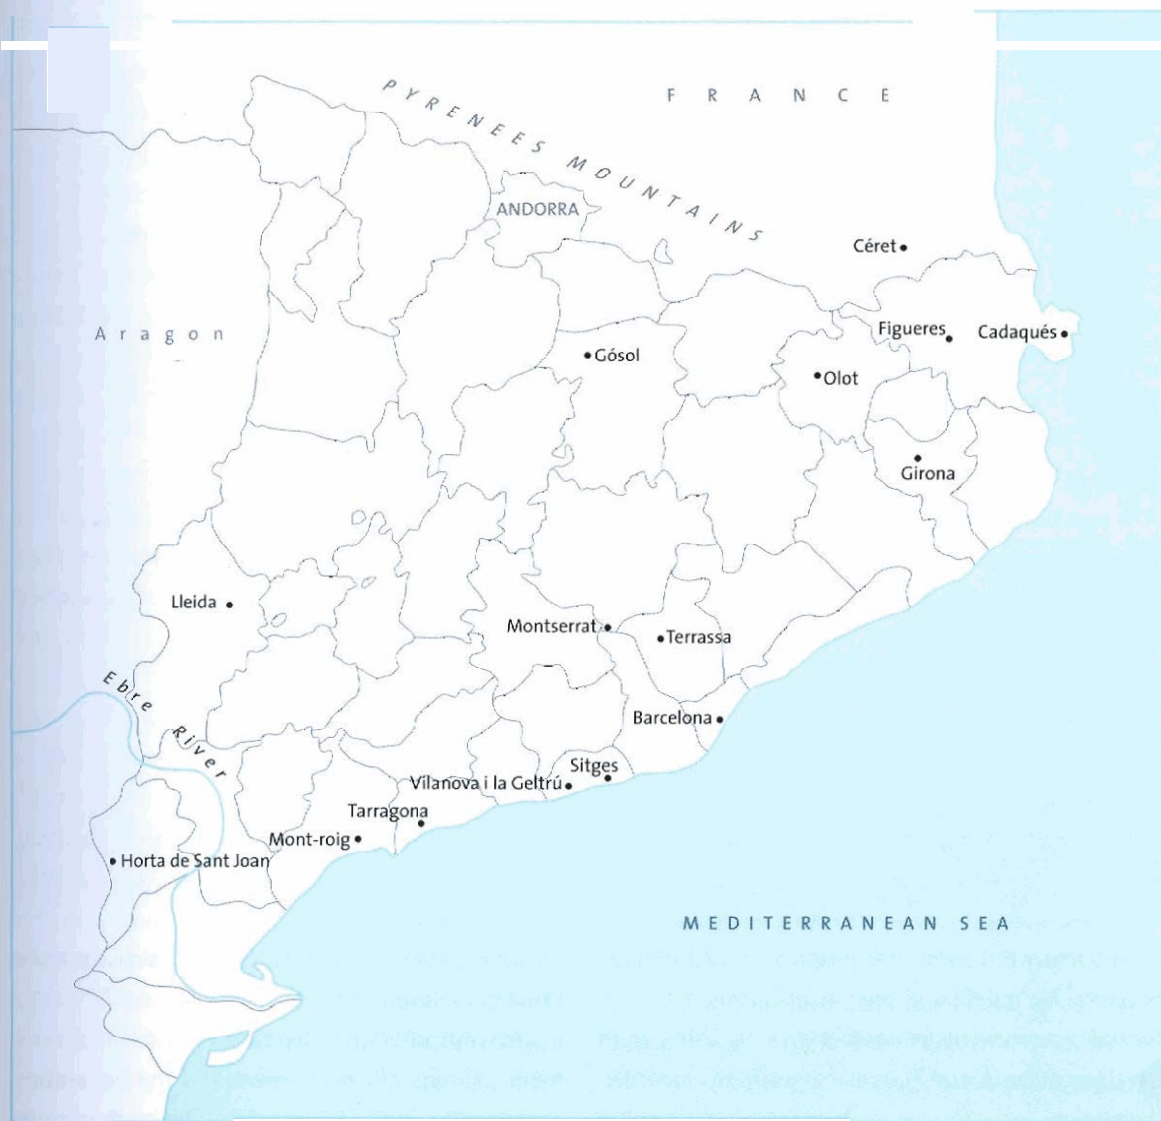 PYRENEES MOUNTAINS
FRANCE
ANDORRA
Céret
Aragon
Figueres
Cadaqués
Gósol
Olot
Girona
Lleida
Montserrat
Terrassa
Ebre River
Barcelona
Sitges
Vilanova i la Geltrú
Tarragona
Mont-roig
Horta de Sant Joan
MEDITERRANEAN SEA